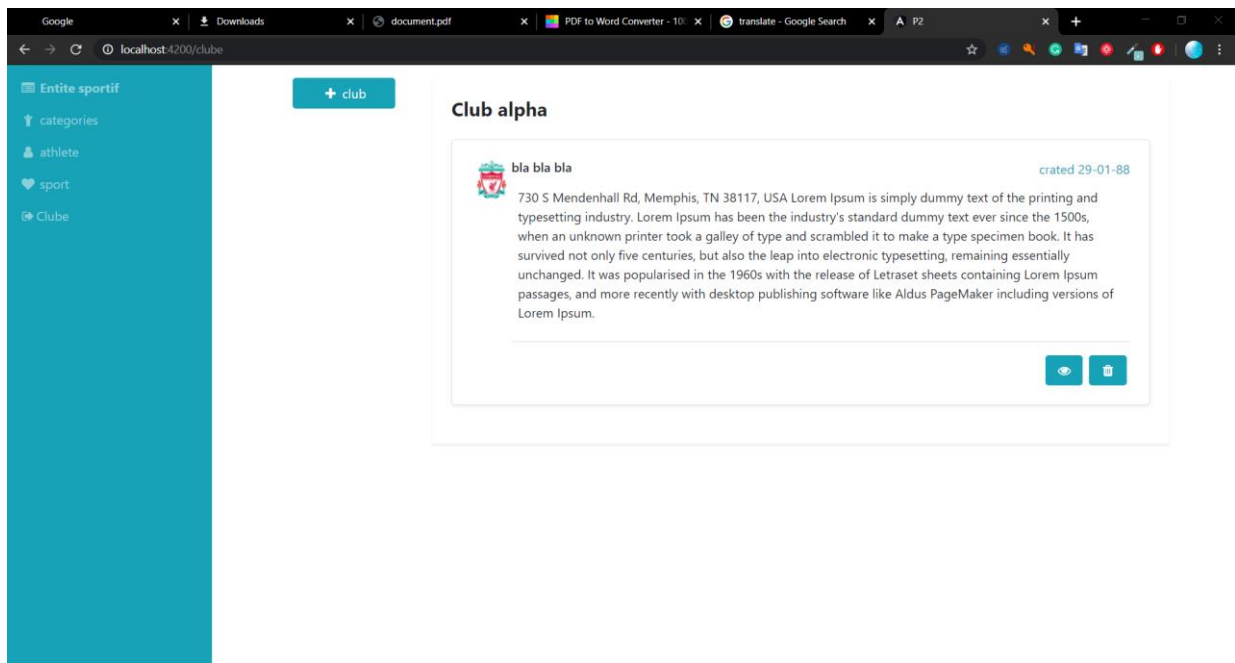 Google
Downloads
document.pdf
PDF to Word Converter - 100
translate - Google Search
P2
localhost:4200/clube
Entite sportif
categories
athlete
sport
Clube
club
Club alpha
bla bla bla
crated 29-01-88
730 S Mendenhall Rd, Memphis, TN 38117, USA Lorem Ipsum is simply dummy text of the printing and
typesetting industry. Lorem Ipsum has been the industry's standard dummy text ever since the 1500s,
when an unknown printer took a galley of type and scrambled it to make a type specimen book. It has
survived not only five centuries, but also the leap into electronic typesetting, remaining essentially
unchanged. It was popularised in the 1960s with the release of Letraset sheets containing Lorem Ipsum
passages, and more recently with desktop publishing software like Aldus PageMaker including versions of
Lorem Ipsum.